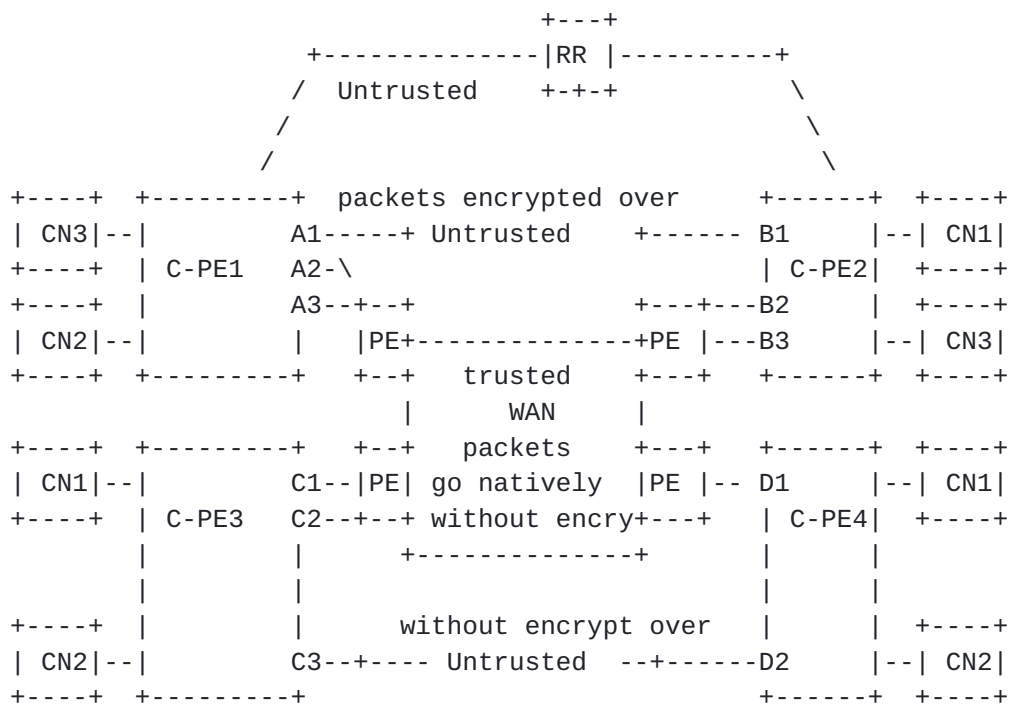 +---+
                    +--------------|RR |----------+
                   /  Untrusted    +-+-+           \
                  /                                 \
                 /                                   \
+----+  +---------+  packets encrypted over     +------+  +----+
| CN3|--|         A1-----+ Untrusted    +------ B1     |--| CN1|
+----+  | C-PE1   A2-\                          | C-PE2|  +----+
+----+  |         A3--+--+              +---+---B2     |  +----+
| CN2|--|         |   |PE+--------------+PE |---B3     |--| CN3|
+----+  +---------+   +--+   trusted    +---+   +------+  +----+
                         |      WAN     |
+----+  +---------+   +--+   packets    +---+   +------+  +----+
| CN1|--|         C1--|PE| go natively  |PE |-- D1     |--| CN1|
+----+  | C-PE3   C2--+--+ without encry+---+   | C-PE4|  +----+
        |         |      +--------------+       |      |
        |         |                             |      |
+----+  |         |      without encrypt over   |      |  +----+
| CN2|--|         C3--+---- Untrusted  --+------D2     |--| CN2|
+----+  +---------+                             +------+  +----+